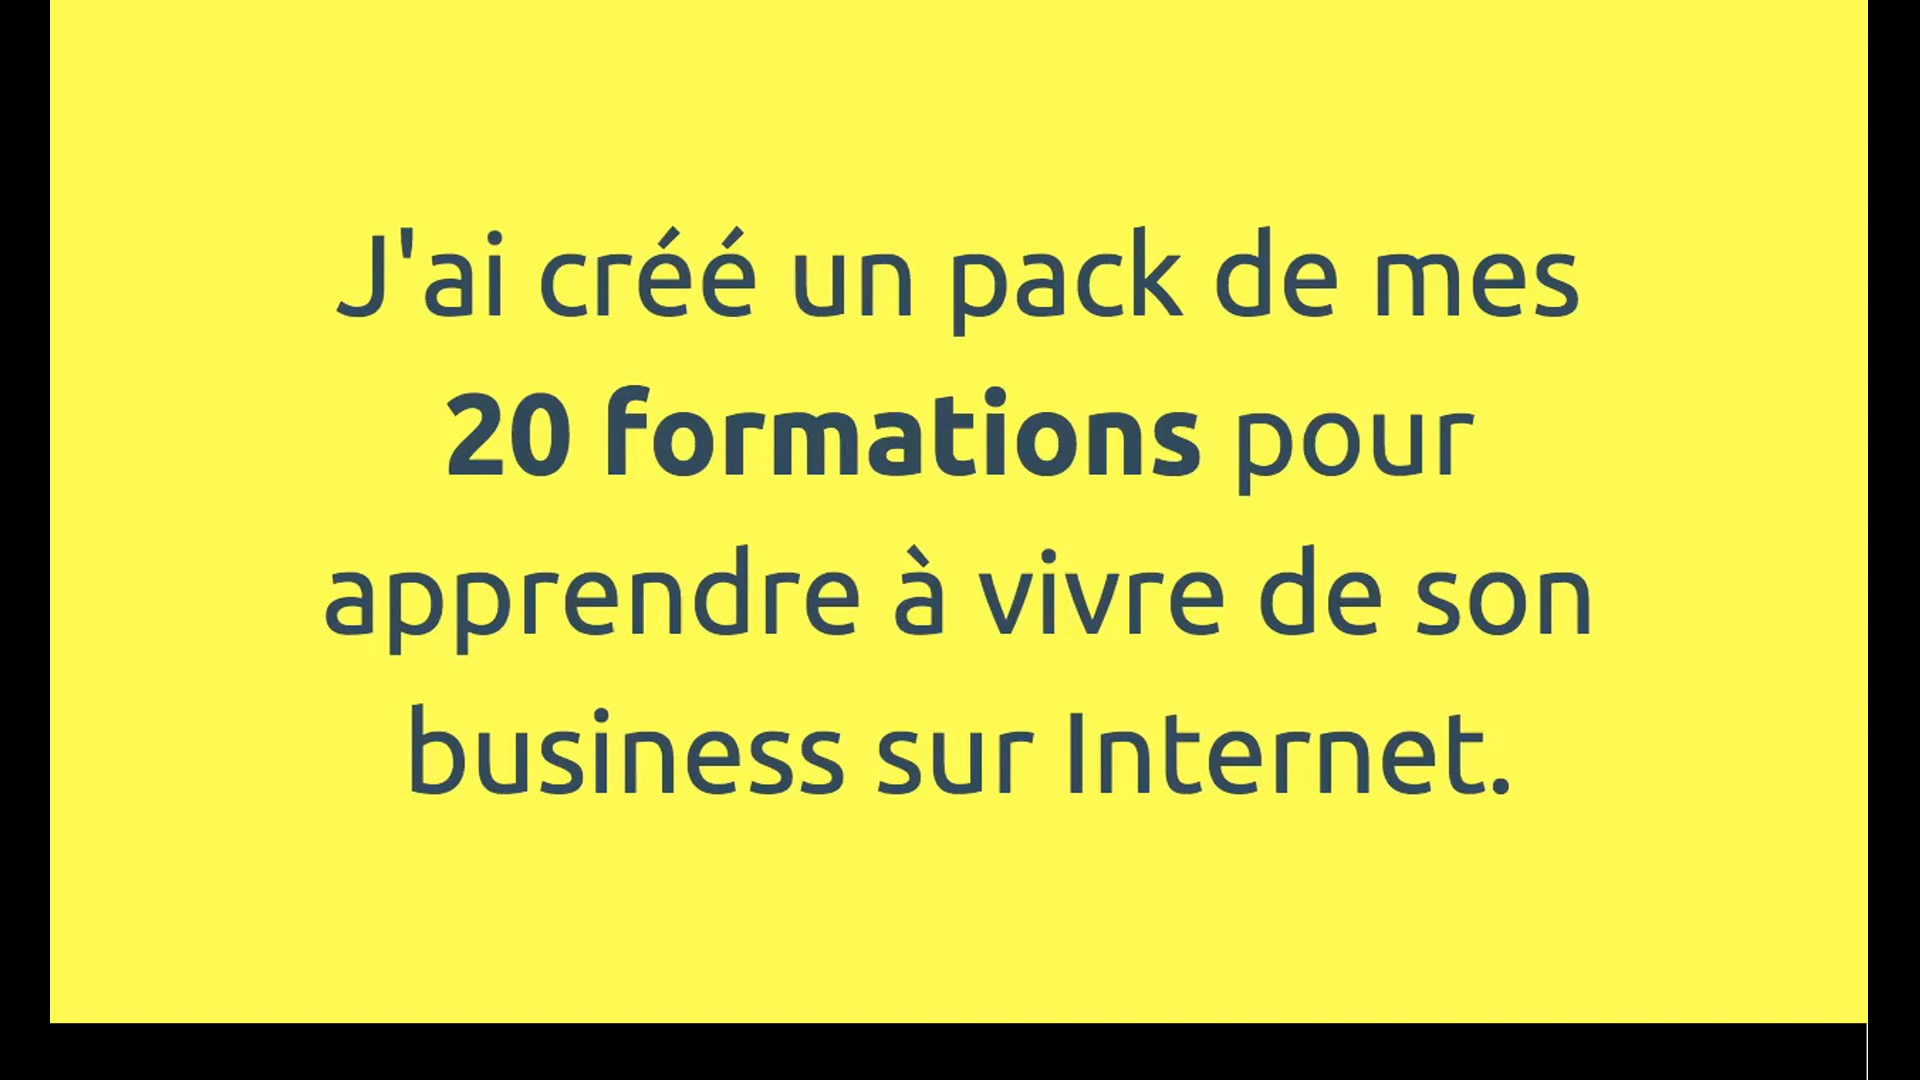 J'ai créé un pack de mes
20 formations pour
apprendre à vivre de son
business sur Internet.